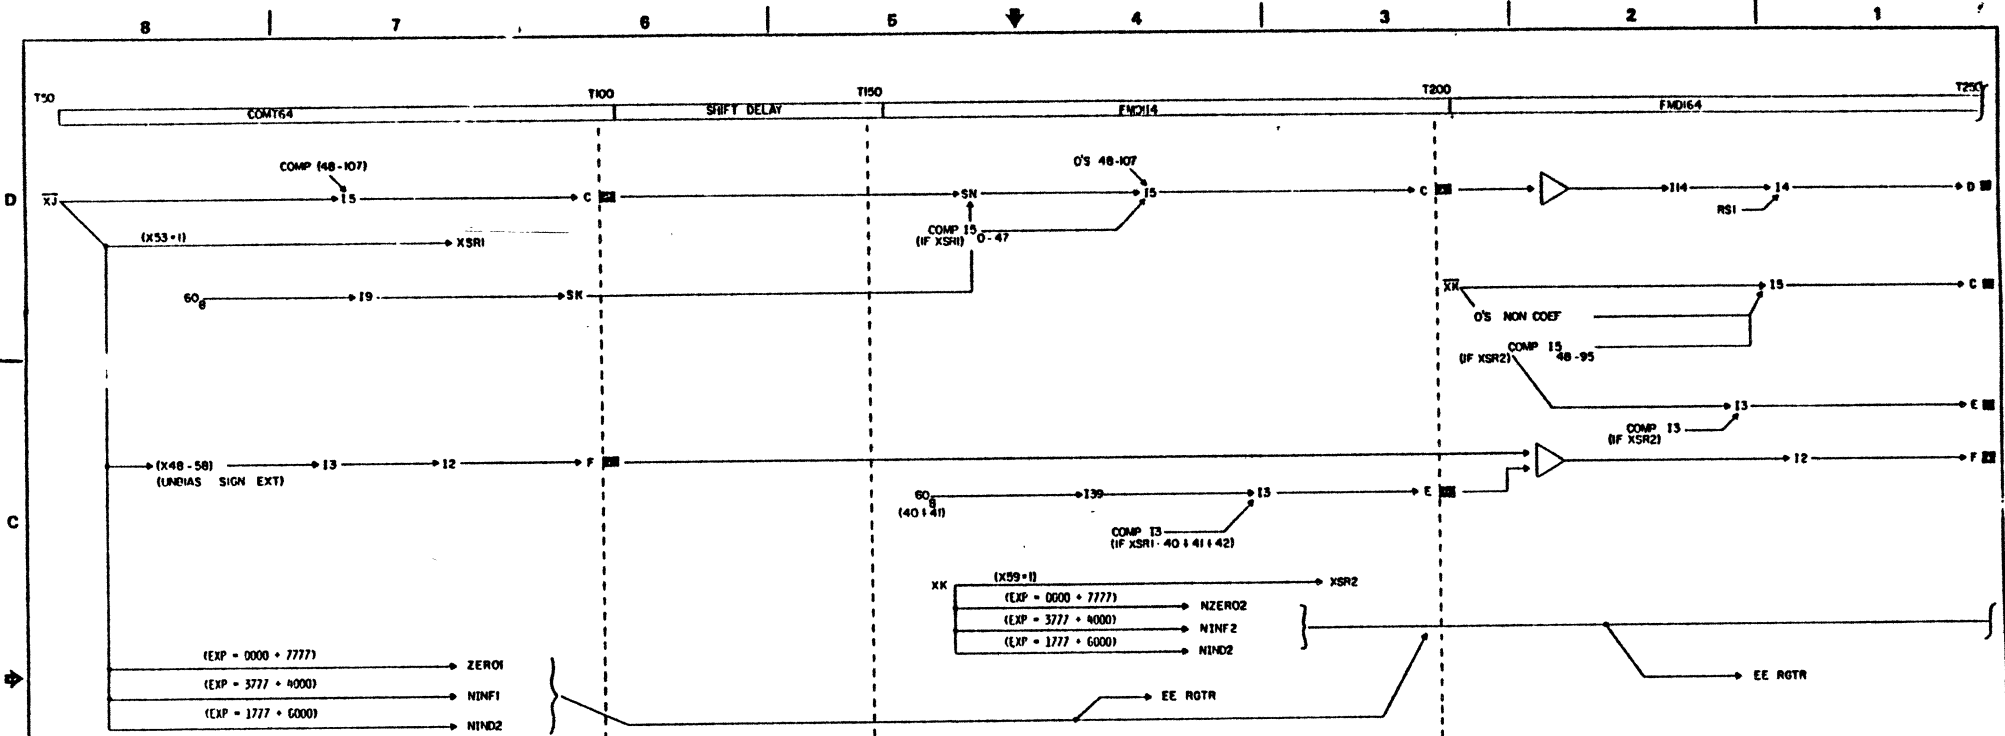 8 7 6 5 4 3 2 1
T50 T100 T150 T200 T250
COMT64 SHIFT DELAY FMD114 FMD164
COMP (48-107)
O'S 48-107
D
XJ I5 C SN I5 C I14 I4 D
RS1
COMP I5 0-47
(IF XSR1)
(X53=1) XSR1
60 8 I9 SK
XK I5 C
O'S NON COEF
COMP I5 48-95
(IF XSR2)
I3 E
COMP I3
(IF XSR2)
(X48-58) I3 I2 F I2 F
(UNBIAS SIGN EXT)
60 8 I39 I3 E
(40+41)
C
COMP I3
(IF XSR1·40+41+42)
XK (X59=1) XSR2
(EXP = 0000 + 7777) NZERO2
(EXP = 3777 + 4000) NINF2
(EXP = 1777 + 6000) NIND2
(EXP = 0000 + 7777) ZERO1
(EXP = 3777 + 4000) NINF1
(EXP = 1777 + 6000) NIND2
EE RGTR
EE RGTR